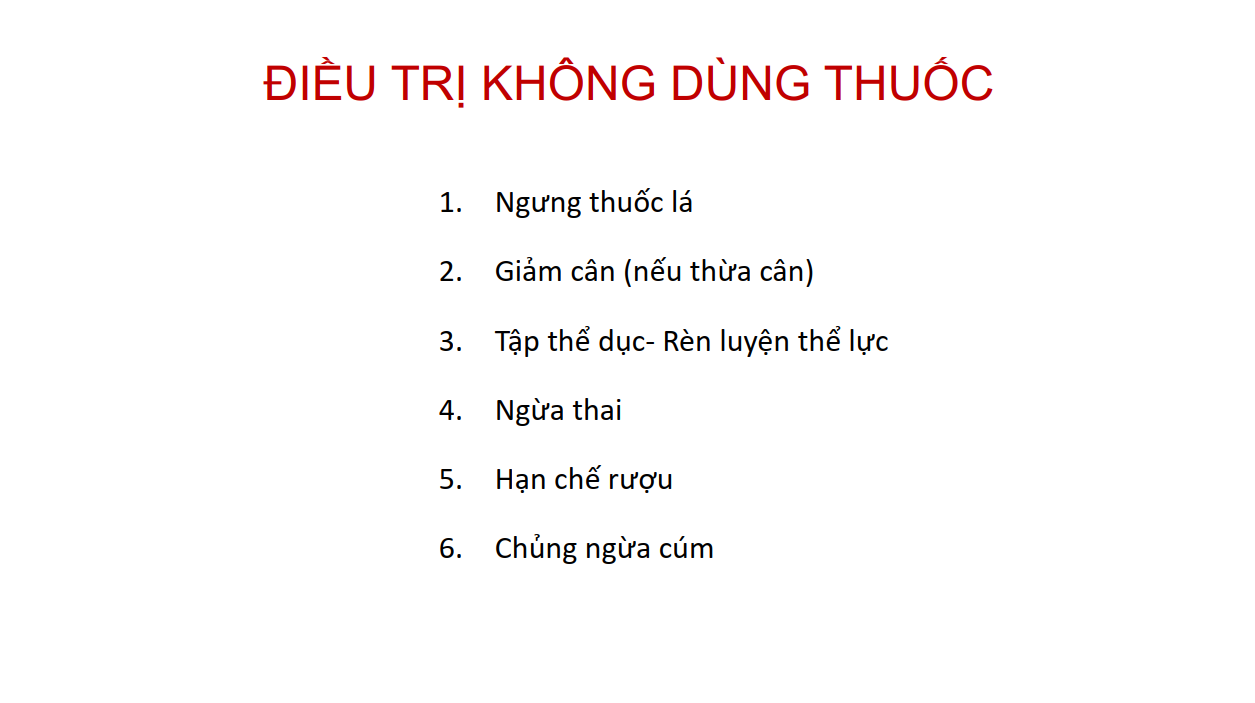 ĐIỀU TRỊ KHÔNG DÙNG THUỐC
1. Ngưng thuốc lá
2. Giảm cân (nếu thừa cân)
3. Tập thể dục- Rèn luyện thể lực
4. Ngừa thai
5. Hạn chế rượu
6. Chủng ngừa cúm